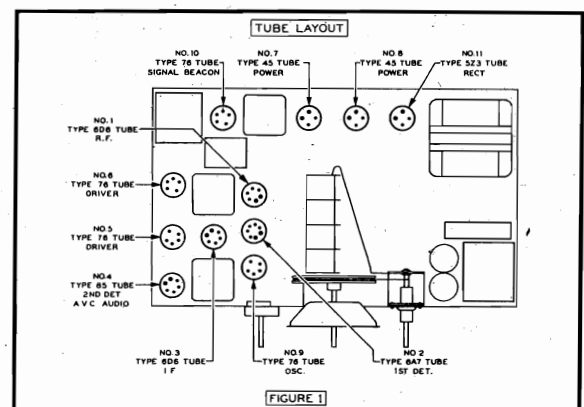 TUBE LAYOUT
NO.10
TYPE 76 TUBE
SIGNAL BEACON
NO.7
TYPE 45 TUBE
POWER
NO.8
TYPE 45 TUBE
POWER
NO.11
TYPE 5Z3 TUBE
RECT
NO.1
TYPE 6D6 TUBE
R.F.
NO.6
TYPE 76 TUBE
DRIVER
NO.5
TYPE 76 TUBE
DRIVER
NO.4
TYPE 85 TUBE
2ND DET
A V C AUDIO
NO.3
TYPE 6D6 TUBE
I F
NO.9
TYPE 76 TUBE
OSC.
NO.2
TYPE 6A7 TUBE
1ST DET.
FIGURE 1